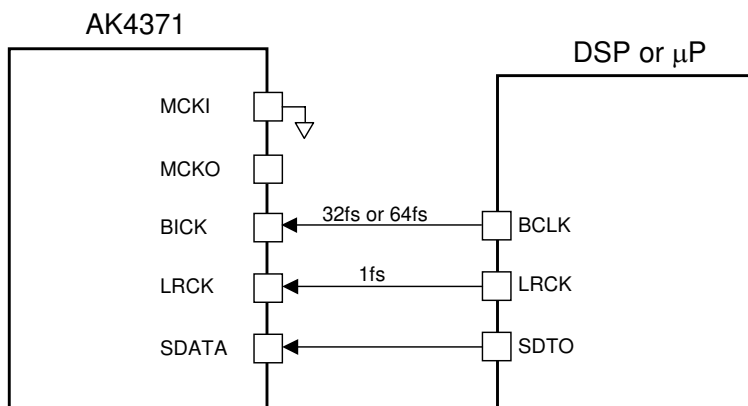 AK4371
DSP or μP
MCKI
MCKO
BICK
32fs or 64fs
BCLK
LRCK
1fs
LRCK
SDATA
SDTO